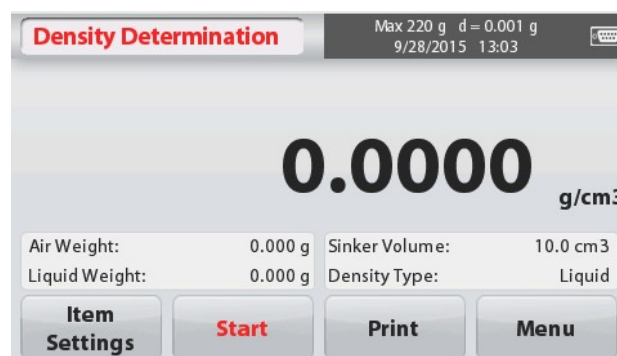 Density Determination
Max 220 g d = 0.001 g
9/28/2015 13:03
0.0000
g/cm3
Air Weight: 0.000 g Sinker Volume: 10.0 cm3
Liquid Weight: 0.000 g Density Type: Liquid
Item Settings
Start
Print
Menu